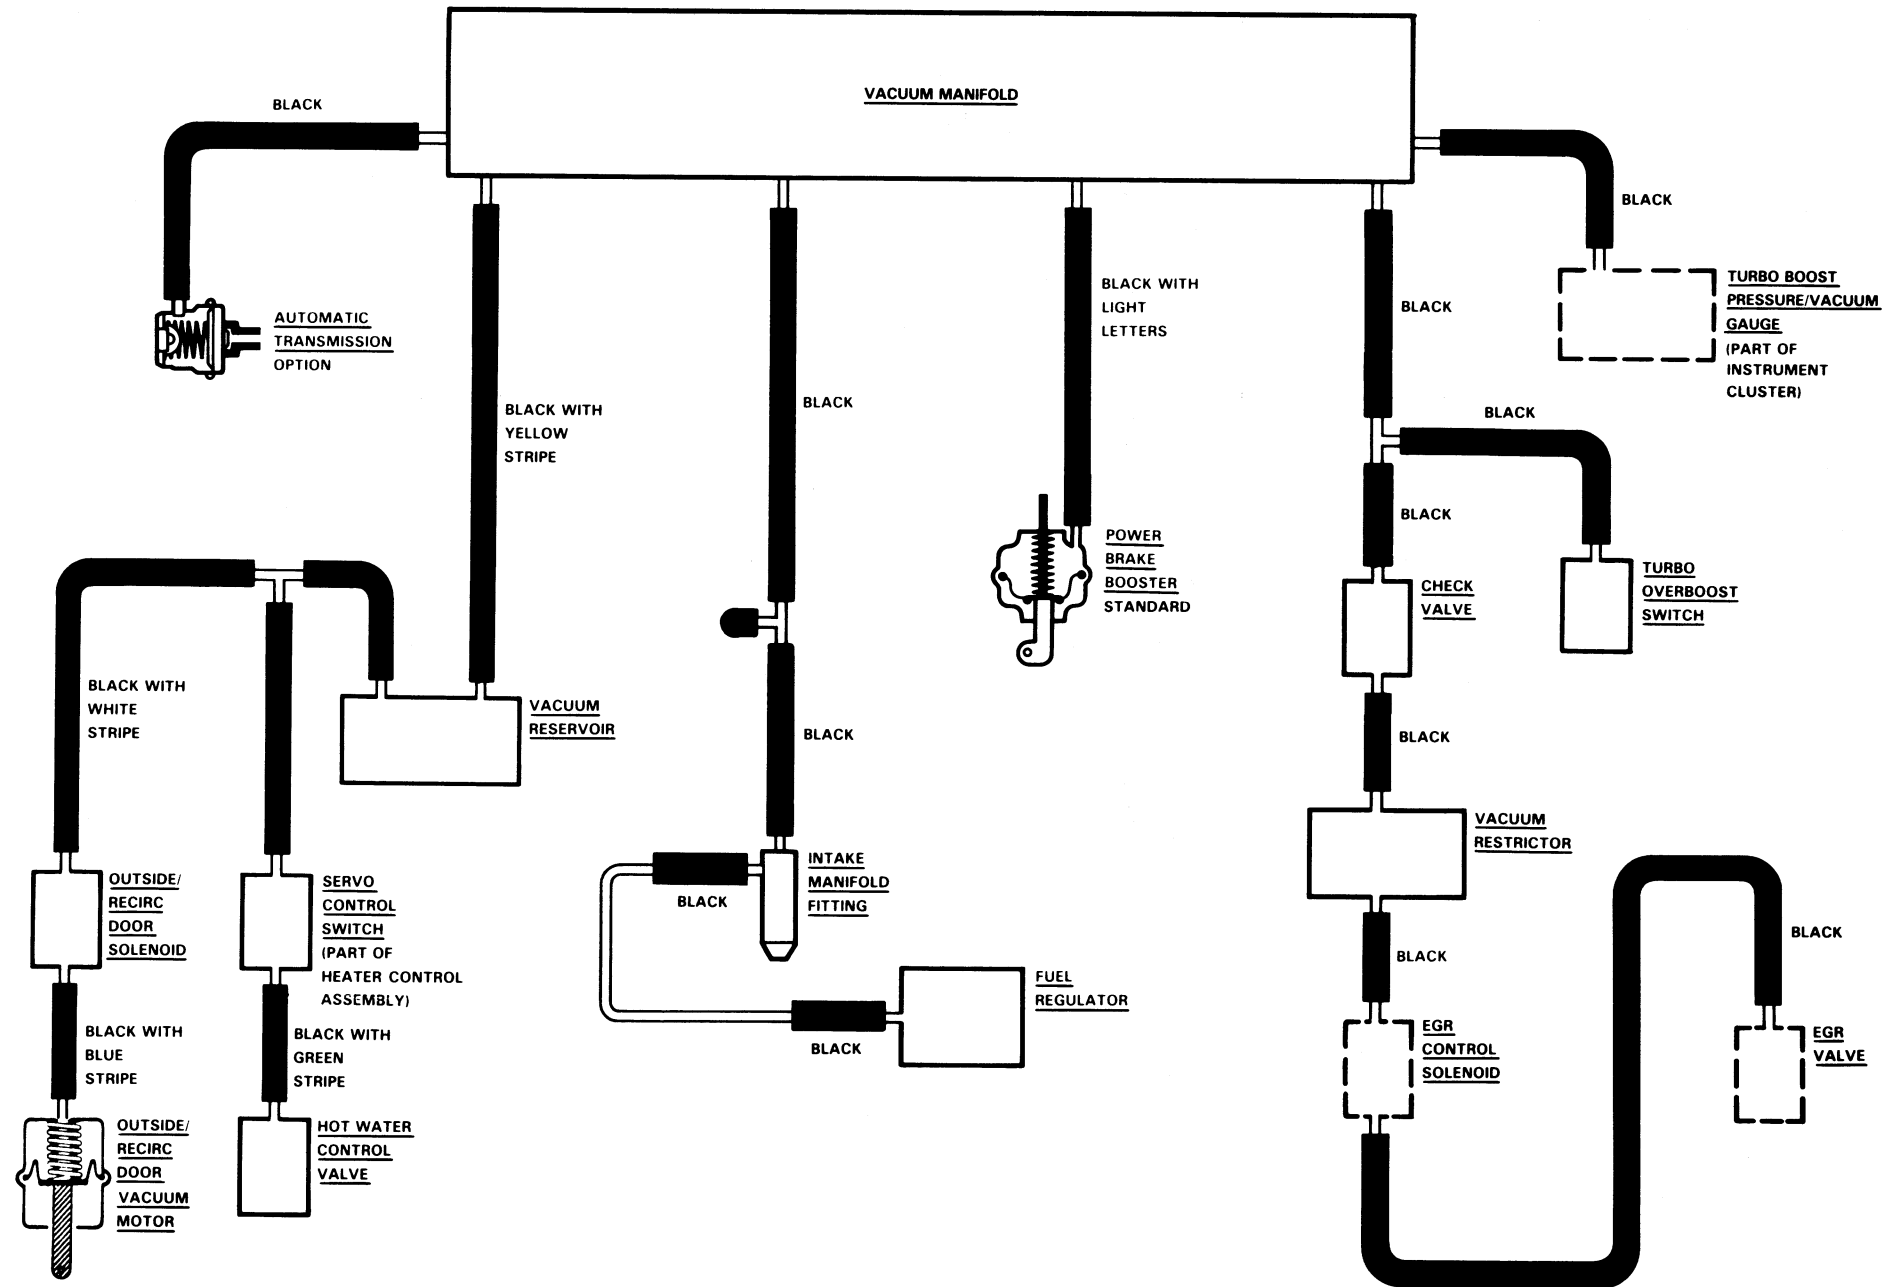 VACUUM MANIFOLD
BLACK
BLACK
AUTOMATIC
TRANSMISSION
OPTION
BLACK WITH
YELLOW
STRIPE
BLACK
BLACK WITH
LIGHT
LETTERS
BLACK
TURBO BOOST
PRESSURE/VACUUM
GAUGE
(PART OF
INSTRUMENT
CLUSTER)
BLACK
BLACK
POWER
BRAKE
BOOSTER
STANDARD
CHECK
VALVE
TURBO
OVERBOOST
SWITCH
BLACK WITH
WHITE
STRIPE
VACUUM
RESERVOIR
BLACK
BLACK
VACUUM
RESTRICTOR
OUTSIDE/
RECIRC
DOOR
SOLENOID
SERVO
CONTROL
SWITCH
(PART OF
HEATER CONTROL
ASSEMBLY)
BLACK
INTAKE
MANIFOLD
FITTING
BLACK
BLACK
FUEL
REGULATOR
BLACK
BLACK WITH
BLUE
STRIPE
BLACK WITH
GREEN
STRIPE
EGR
CONTROL
SOLENOID
EGR
VALVE
OUTSIDE/
RECIRC
DOOR
VACUUM
MOTOR
HOT WATER
CONTROL
VALVE